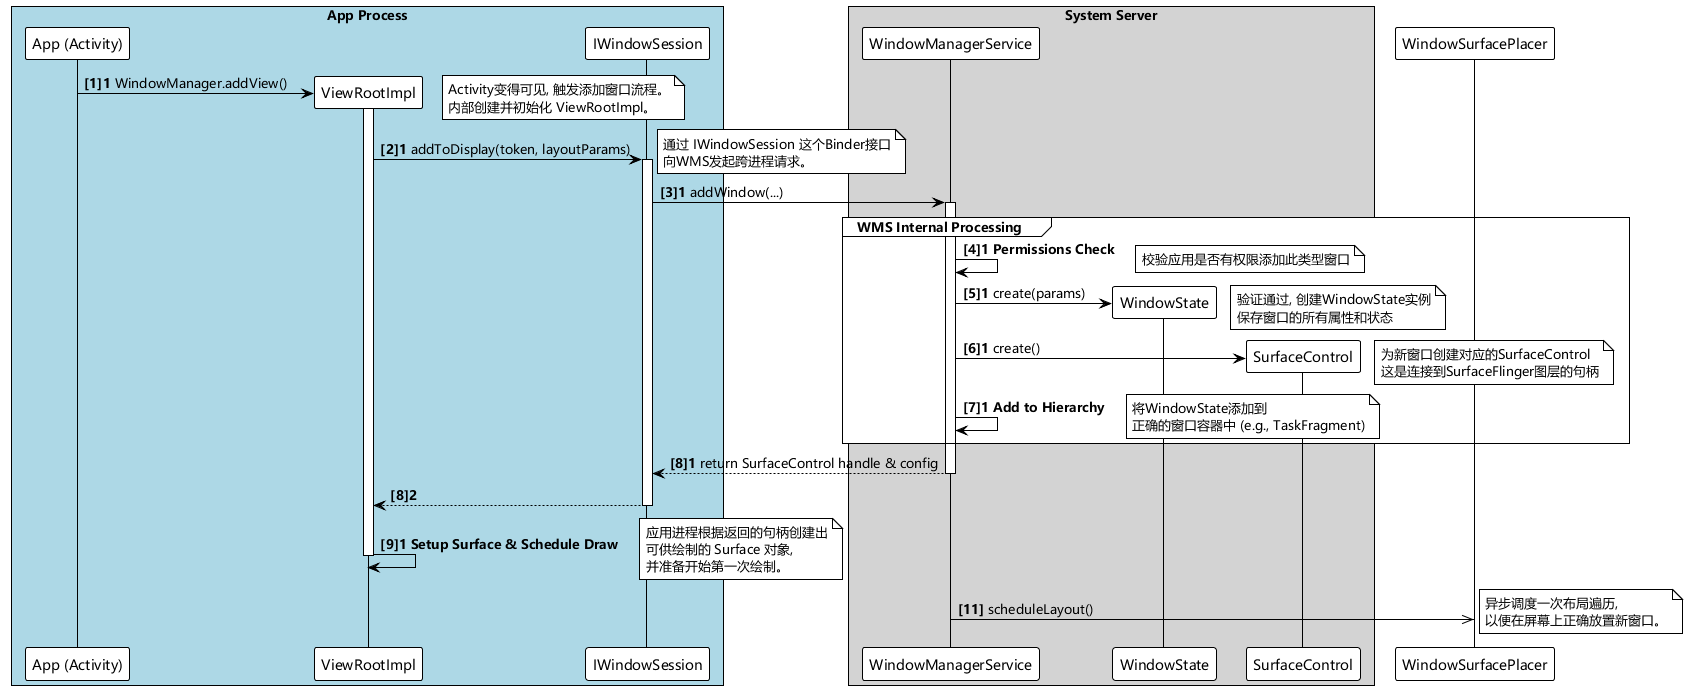 App Process
System Server
App (Activity)
IWindowSession
WindowManagerService
WindowSurfacePlacer
[1]1 WindowManager.addView()
ViewRootImpl
Activity变得可见, 触发添加窗口流程。
内部创建并初始化 ViewRootImpl。
[2]1 addToDisplay(token, layoutParams)
通过 IWindowSession 这个Binder接口
向WMS发起跨进程请求。
[3]1 addWindow(...)
WMS Internal Processing
[4]1 Permissions Check
校验应用是否有权限添加此类型窗口
[5]1 create(params)
WindowState
验证通过, 创建WindowState实例
保存窗口的所有属性和状态
[6]1 create()
SurfaceControl
为新窗口创建对应的SurfaceControl
这是连接到SurfaceFlinger图层的句柄
[7]1 Add to Hierarchy
将WindowState添加到
正确的窗口容器中 (e.g., TaskFragment)
[8]1 return SurfaceControl handle & config
[8]2
[9]1 Setup Surface & Schedule Draw
应用进程根据返回的句柄创建出
可供绘制的 Surface 对象,
并准备开始第一次绘制。
[11] scheduleLayout()
异步调度一次布局遍历,
以便在屏幕上正确放置新窗口。
App (Activity)
ViewRootImpl
IWindowSession
WindowManagerService
WindowState
SurfaceControl
WindowSurfacePlacer